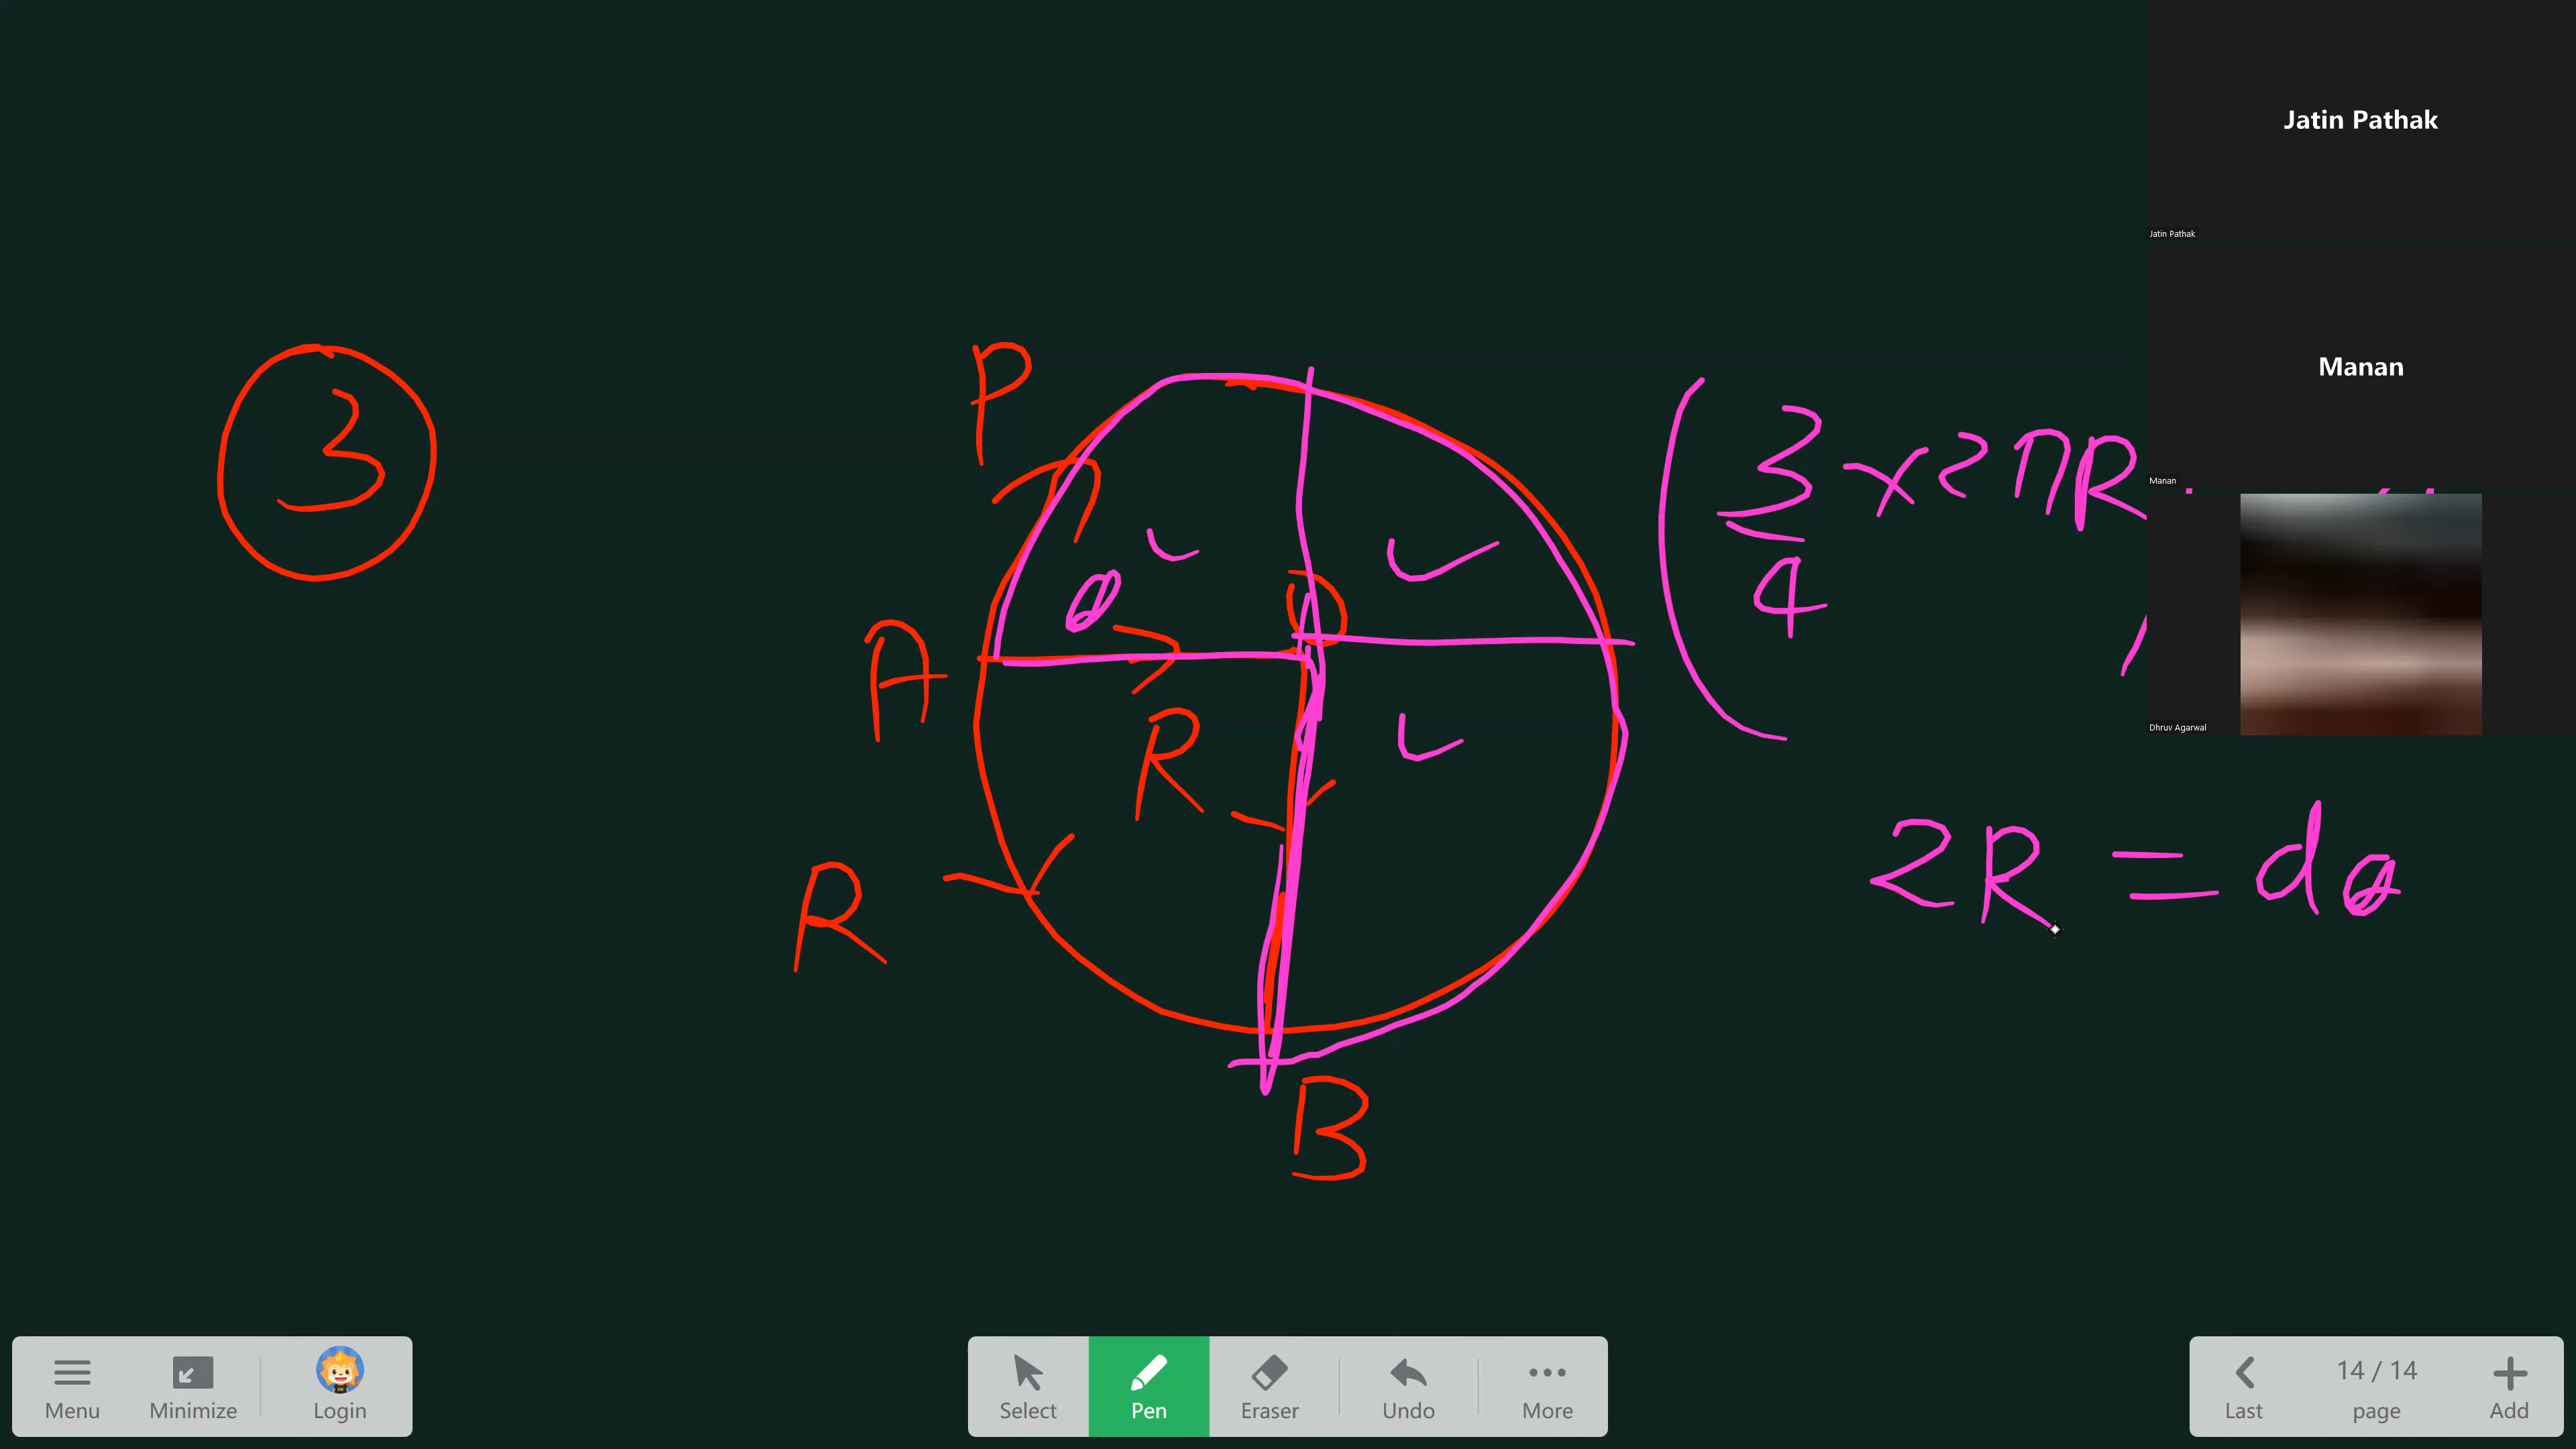 Jatin Pathak
Jatin Pathak
Manan
Manan
Dhruv Agarwal
3
P
A
O
R
R
B
( 3/4 × 2πR
2R = da
Menu
Minimize
Login
Select
Pen
Eraser
Undo
More
Last
14 / 14
page
Add